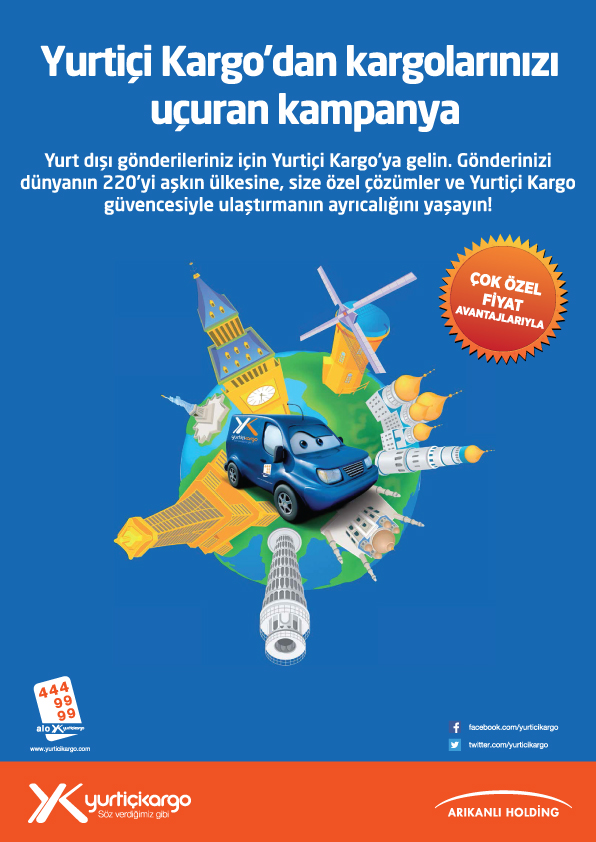 Yurtiçi Kargo'dan kargolarınızı
uçuran kampanya
Yurt dışı gönderileriniz için Yurtiçi Kargo'ya gelin. Gönderinizi
dünyanın 220'yi aşkın ülkesine, size özel çözümler ve Yurtiçi Kargo
güvencesiyle ulaştırmanın ayrıcalığını yaşayın!
ÇOK ÖZEL
FİYAT
AVANTAJLARIYLA
yurtiçikargo
444
99
99
alo yurtiçikargo
www.yurticikargo.com
facebook.com/yurticikargo
twitter.com/yurticikargo
yurtiçikargo
Söz verdiğimiz gibi
ARIKANLI HOLDİNG